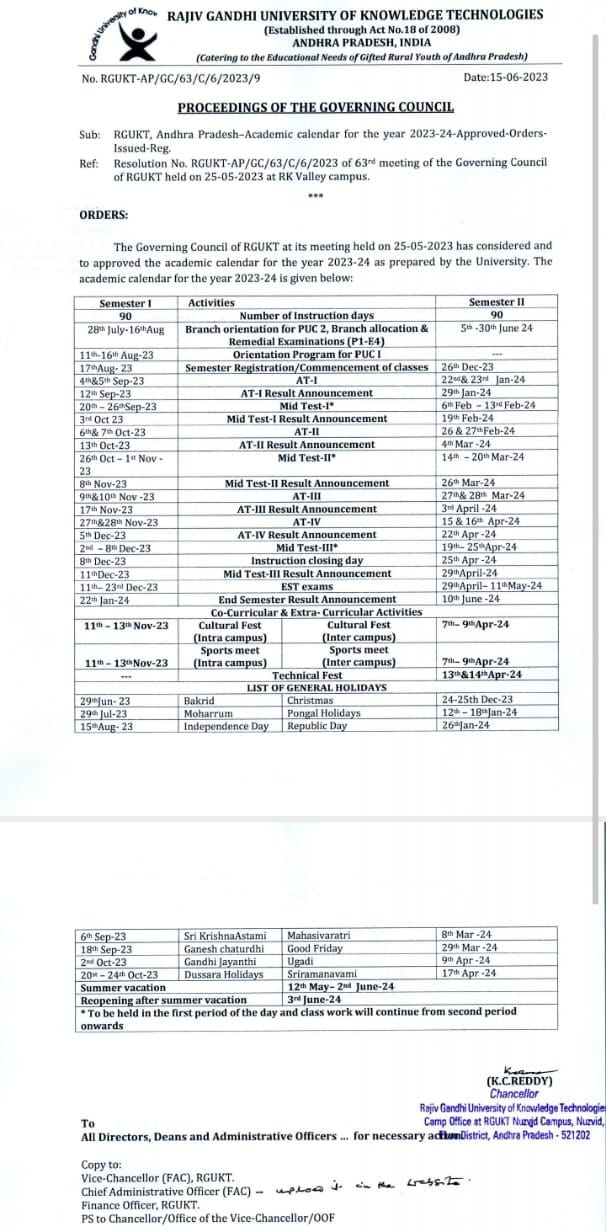 Gandhi University of Know
RAJIV GANDHI UNIVERSITY OF KNOWLEDGE TECHNOLOGIES
(Established through Act No.18 of 2008)
ANDHRA PRADESH, INDIA
(Catering to the Educational Needs of Gifted Rural Youth of Andhra Pradesh)
No. RGUKT-AP/GC/63/C/6/2023/9 Date:15-06-2023
PROCEEDINGS OF THE GOVERNING COUNCIL
Sub: RGUKT, Andhra Pradesh–Academic calendar for the year 2023-24-Approved-Orders-
Issued-Reg.
Ref: Resolution No. RGUKT-AP/GC/63/C/6/2023 of 63rd meeting of the Governing Council
of RGUKT held on 25-05-2023 at RK Valley campus.
***
ORDERS:
The Governing Council of RGUKT at its meeting held on 25-05-2023 has considered and
to approved the academic calendar for the year 2023-24 as prepared by the University. The
academic calendar for the year 2023-24 is given below:
Semester I Activities Semester II
90 Number of Instruction days 90
28th July-16thAug Branch orientation for PUC 2, Branch allocation & 5th -30th June 24
Remedial Examinations (P1-E4)
11th-16th Aug-23 Orientation Program for PUC I ---
17thAug- 23 Semester Registration/Commencement of classes 26th Dec-23
4th&5th Sep-23 AT-I 22nd& 23rd Jan-24
12th Sep-23 AT-I Result Announcement 29th Jan-24
20th – 26thSep-23 Mid Test-I* 6th Feb – 13rd Feb-24
3rd Oct 23 Mid Test-I Result Announcement 19th Feb-24
6th& 7th Oct-23 AT-II 26 & 27thFeb-24
13th Oct-23 AT-II Result Announcement 4th Mar -24
26th Oct – 1st Nov - Mid Test-II* 14th – 20th Mar-24
23
8th Nov-23 Mid Test-II Result Announcement 26th Mar-24
9th&10th Nov -23 AT-III 27th& 28th Mar-24
17th Nov-23 AT-III Result Announcement 3rd April -24
27th&28th Nov-23 AT-IV 15 & 16th Apr-24
5th Dec-23 AT-IV Result Announcement 22th Apr -24
2nd – 8th Dec-23 Mid Test-III* 19th– 25thApr-24
8th Dec-23 Instruction closing day 25th Apr -24
11thDec-23 Mid Test-III Result Announcement 29thApril-24
11th– 23rd Dec-23 EST exams 29thApril- 11thMay-24
22th Jan-24 End Semester Result Announcement 10th June -24
Co-Curricular & Extra- Curricular Activities
11th – 13th Nov-23 Cultural Fest Cultural Fest 7th– 9thApr-24
(Intra campus) (Inter campus)
Sports meet Sports meet
11th – 13thNov-23 (Intra campus) (Inter campus) 7th– 9thApr-24
--- Technical Fest 13th&14thApr-24
LIST OF GENERAL HOLIDAYS
29thJun- 23 Bakrid Christmas 24-25th Dec-23
29th Jul-23 Moharrum Pongal Holidays 12th – 18thJan-24
15thAug- 23 Independence Day Republic Day 26thJan-24
6th Sep-23 Sri KrishnaAstami Mahasivaratri 8th Mar -24
18th Sep-23 Ganesh chaturdhi Good Friday 29th Mar -24
2nd Oct-23 Gandhi Jayanthi Ugadi 9th Apr -24
20st – 24th Oct-23 Dussara Holidays Sriramanavami 17th Apr -24
Summer vacation 12th May– 2nd June-24
Reopening after summer vacation 3rd June-24
* To be held in the first period of the day and class work will continue from second period
onwards
(K.C.REDDY)
Chancellor
Rajiv Gandhi University of Knowledge Technologie
Camp Office at RGUKT Nuzvid Campus, Nuzvid,
District, Andhra Pradesh - 521202
To
All Directors, Deans and Administrative Officers ... for necessary action
Copy to:
Vice-Chancellor (FAC), RGUKT.
Chief Administrative Officer (FAC) – upload it in the website.
Finance Officer, RGUKT.
PS to Chancellor/Office of the Vice-Chancellor/OOF